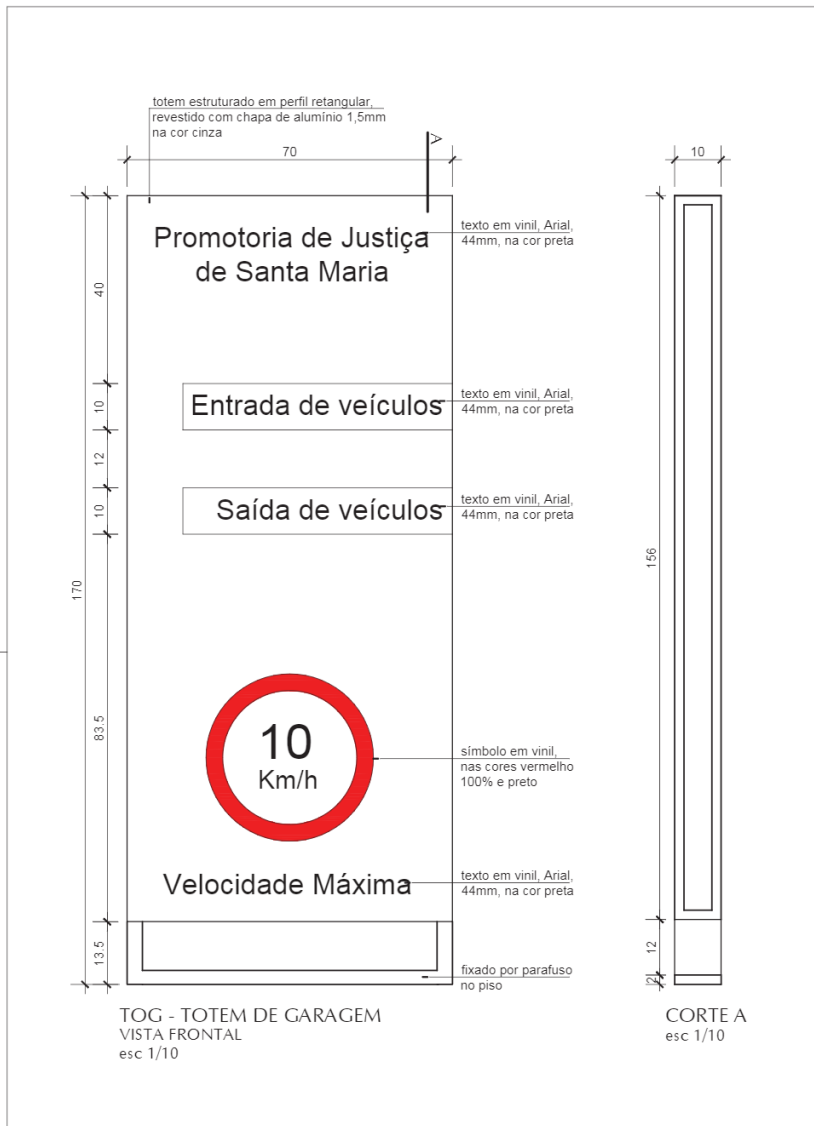 totem estruturado em perfil retangular,
revestido com chapa de alumínio 1,5mm
na cor cinza
A
70
10
Promotoria de Justiça
de Santa Maria
texto em vinil, Arial,
44mm, na cor preta
40
Entrada de veículos
texto em vinil, Arial,
44mm, na cor preta
10
12
Saída de veículos
texto em vinil, Arial,
44mm, na cor preta
10
170
156
83.5
10
Km/h
símbolo em vinil,
nas cores vermelho
100% e preto
Velocidade Máxima
texto em vinil, Arial,
44mm, na cor preta
13.5
12
2
fixado por parafuso
no piso
TOG - TOTEM DE GARAGEM
VISTA FRONTAL
esc 1/10
CORTE A
esc 1/10